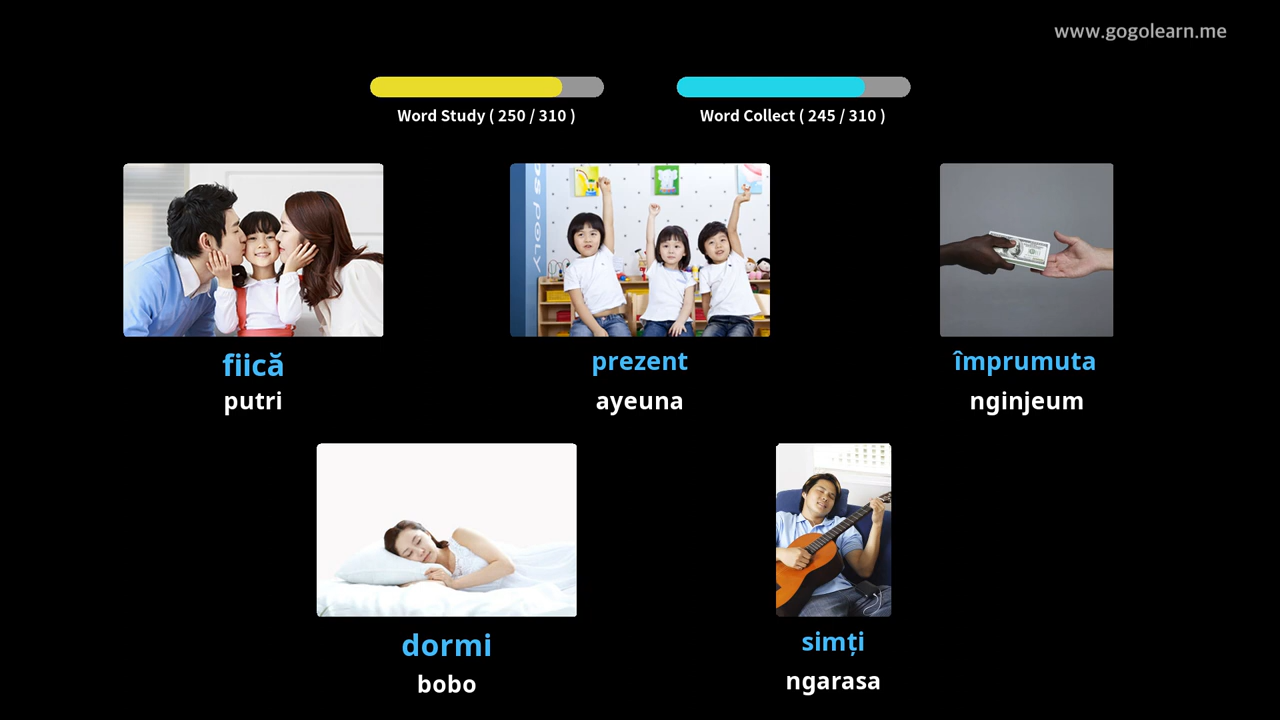 www.gogolearn.me
Word Study ( 250 / 310 )
Word Collect ( 245 / 310 )
fiică
putri
prezent
ayeuna
împrumuta
nginjeum
dormi
bobo
simți
ngarasa